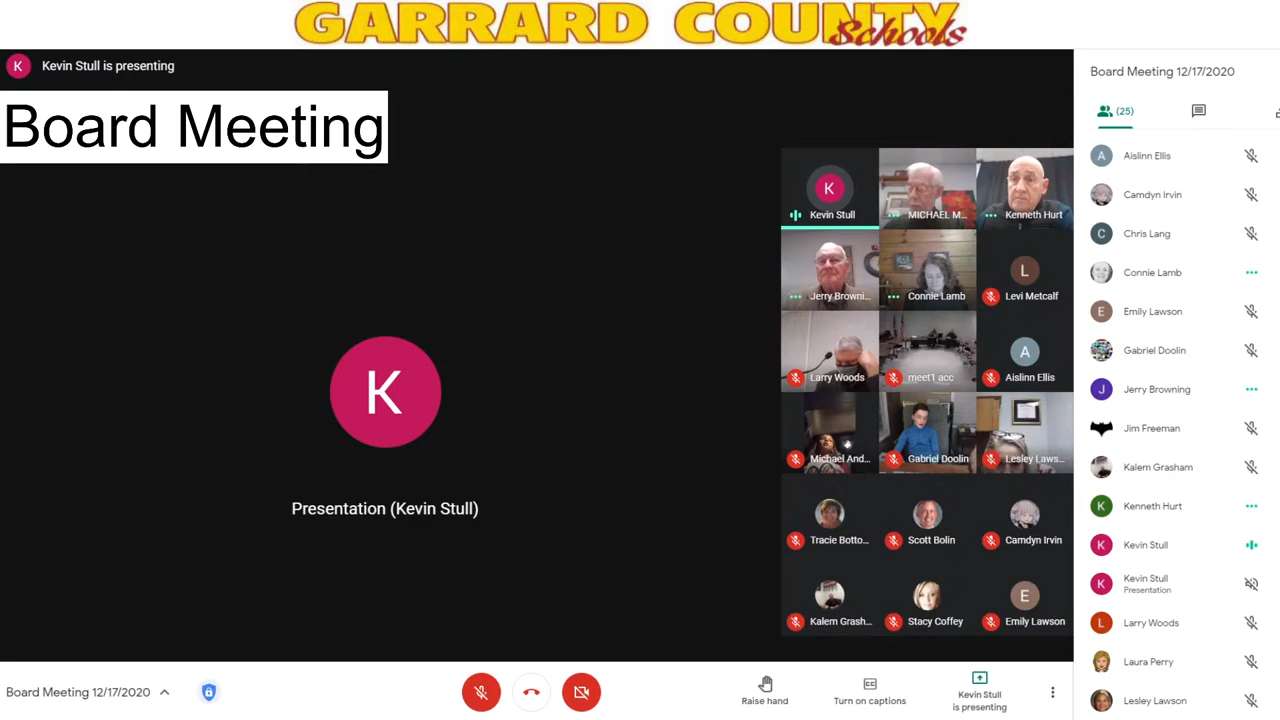 GARRARD COUNTY
Schools
K
Kevin Stull is presenting
Board Meeting
K
Presentation (Kevin Stull)
K
Kevin Stull
MICHAEL M...
Kenneth Hurt
Jerry Browni...
Connie Lamb
L
Levi Metcalf
Larry Woods
meet1 acc
A
Aislinn Ellis
Michael And...
Gabriel Doolin
Lesley Laws...
Tracie Botto...
Scott Bolin
Camdyn Irvin
Kalem Grash...
Stacy Coffey
E
Emily Lawson
Board Meeting 12/17/2020
(25)
A
Aislinn Ellis
Camdyn Irvin
C
Chris Lang
Connie Lamb
E
Emily Lawson
Gabriel Doolin
J
Jerry Browning
Jim Freeman
Kalem Grasham
K
Kenneth Hurt
K
Kevin Stull
K
Kevin Stull
Presentation
L
Larry Woods
Laura Perry
Lesley Lawson
Board Meeting 12/17/2020
Raise hand
CC
Turn on captions
Kevin Stull
is presenting